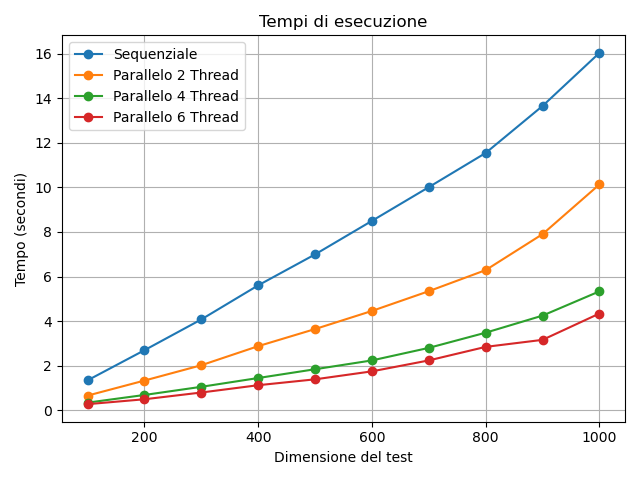 Tempi di esecuzione
Sequenziale
Parallelo 2 Thread
Parallelo 4 Thread
Parallelo 6 Thread
Tempo (secondi)
16
14
12
10
8
6
4
2
0
200 400 600 800 1000
Dimensione del test